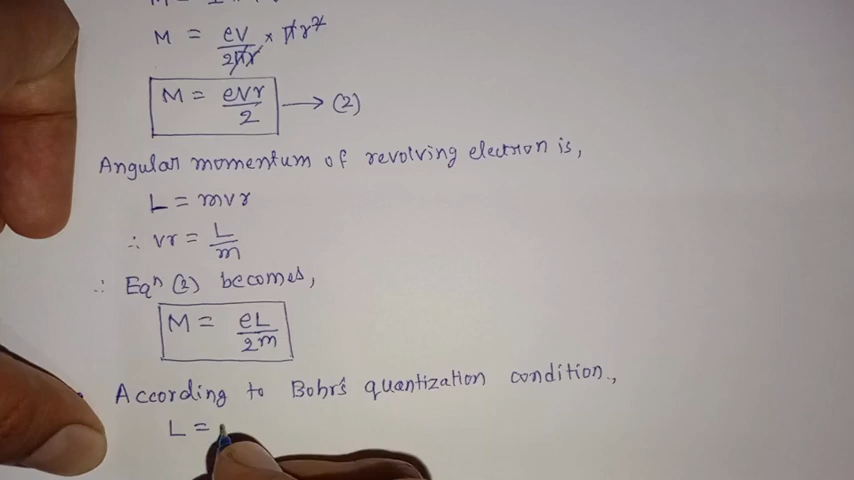 M = ev/2πr × πr²
M = evr/2 → (2)
Angular momentum of revolving electron is,
L = mvr
∴ vr = L/m
∴ Eqⁿ (2) becomes,
M = eL/2m
According to Bohr's quantization condition,
L =